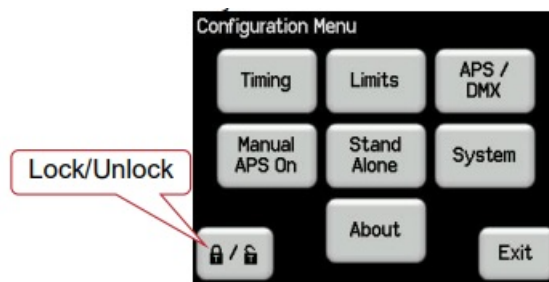 Configuration Menu
Timing
Limits
APS /
DMX
Manual
APS On
Stand
Alone
System
Lock/Unlock
About
/
Exit